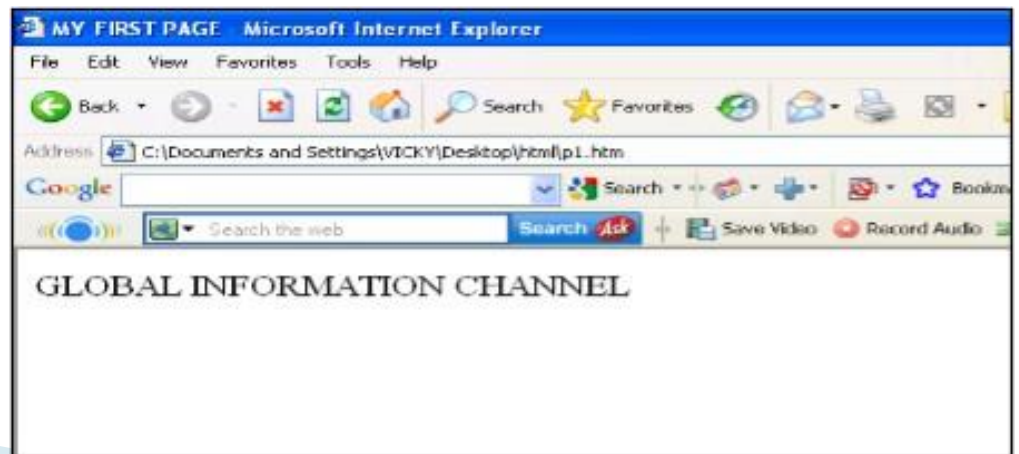 MY FIRST PAGE Microsoft Internet Explorer
File Edit View Favorites Tools Help
Back Search Favorites
Address C:\Documents and Settings\VICKY\Desktop\html\p1.htm
Google Search Bookm
Search the web Search Ask Save Video Record Audio
GLOBAL INFORMATION CHANNEL